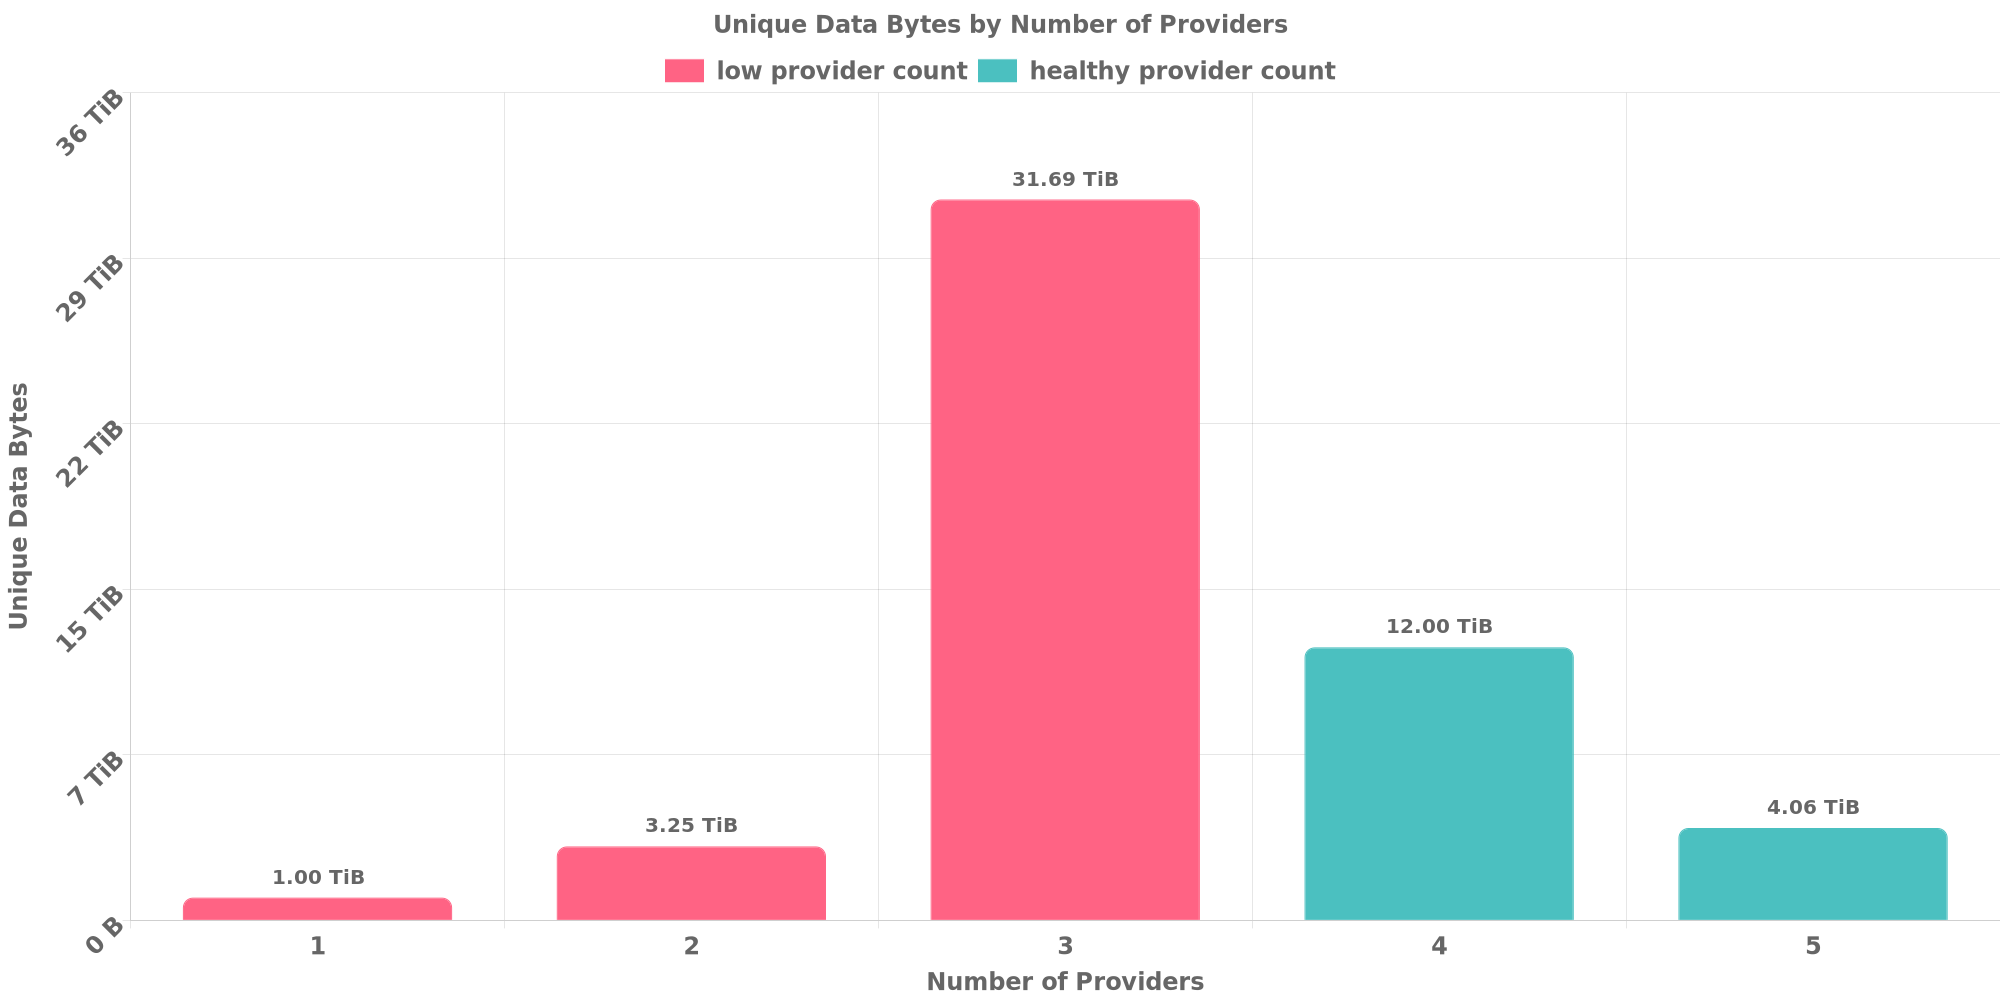 Unique Data Bytes by Number of Providers
low provider count
healthy provider count
36 TiB
29 TiB
22 TiB
15 TiB
7 TiB
0 B
Unique Data Bytes
1.00 TiB
3.25 TiB
31.69 TiB
12.00 TiB
4.06 TiB
1
2
3
4
5
Number of Providers